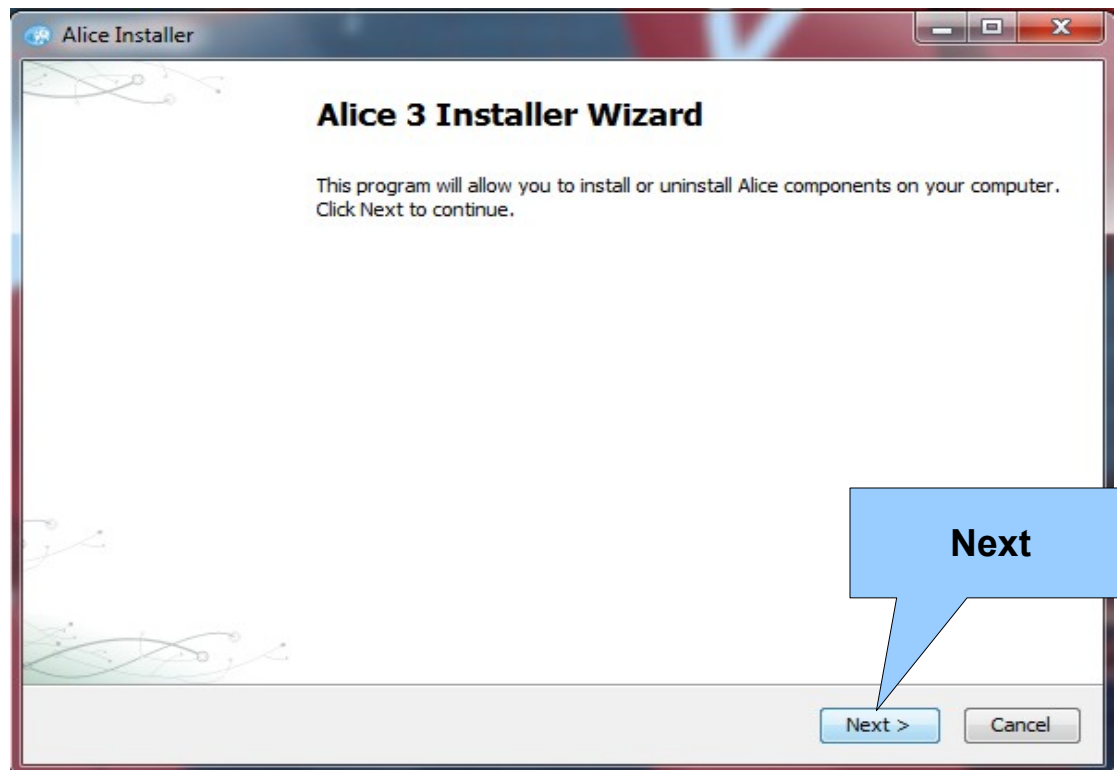 Alice Installer
Alice 3 Installer Wizard
This program will allow you to install or uninstall Alice components on your computer.
Click Next to continue.
Next
Next >
Cancel